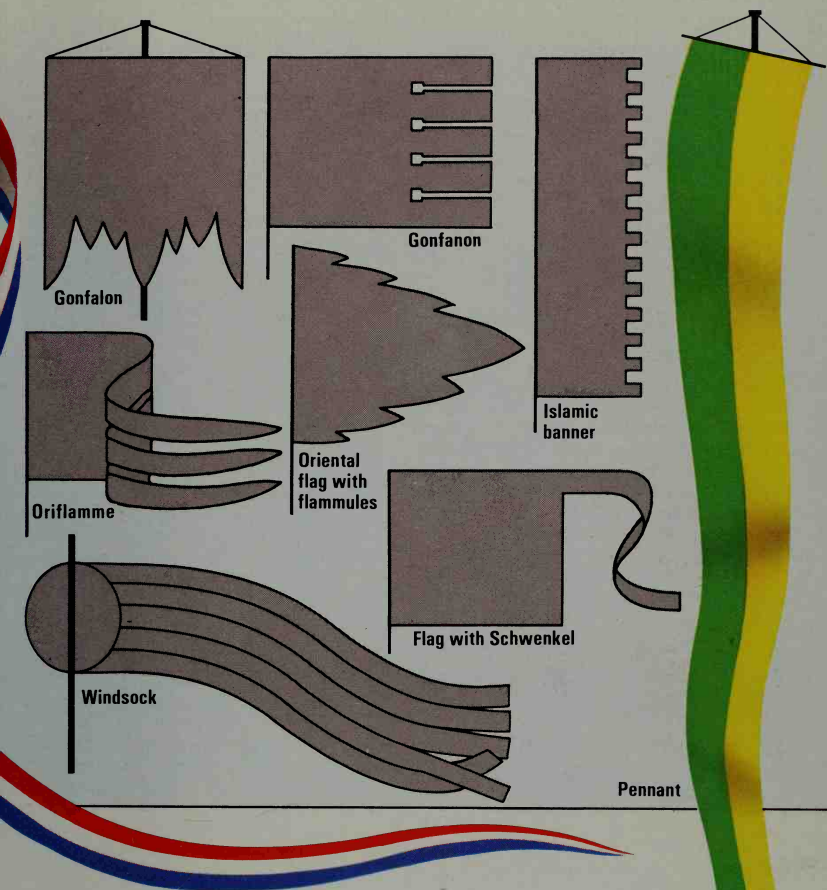 Gonfanon
Gonfalon
Islamic
banner
Oriental
flag with
flammules
Oriflamme
Flag with Schwenkel
Windsock
Pennant